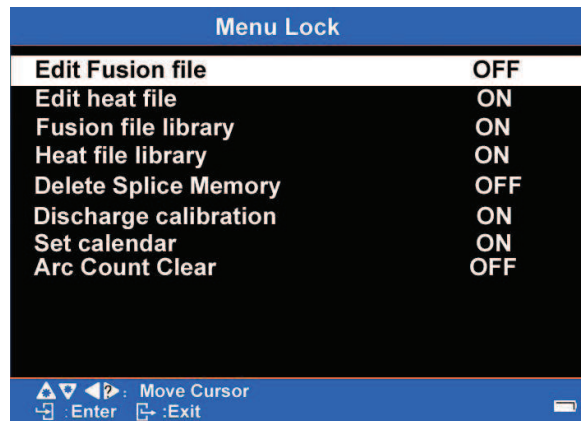 Menu Lock
Edit Fusion file OFF
Edit heat file ON
Fusion file library ON
Heat file library ON
Delete Splice Memory OFF
Discharge calibration ON
Set calendar ON
Arc Count Clear OFF
?: Move Cursor
:Enter :Exit